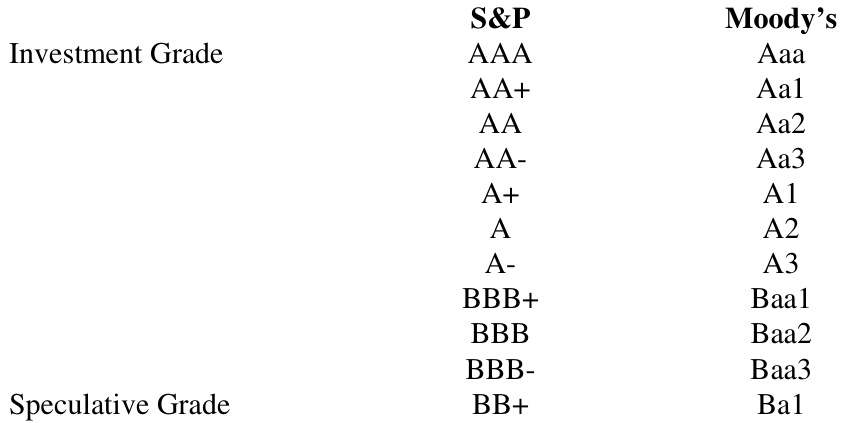 S&P Moody’s
Investment Grade AAA Aaa
AA+ Aa1
AA Aa2
AA- Aa3
A+ A1
A A2
A- A3
BBB+ Baa1
BBB Baa2
BBB- Baa3
Speculative Grade BB+ Ba1